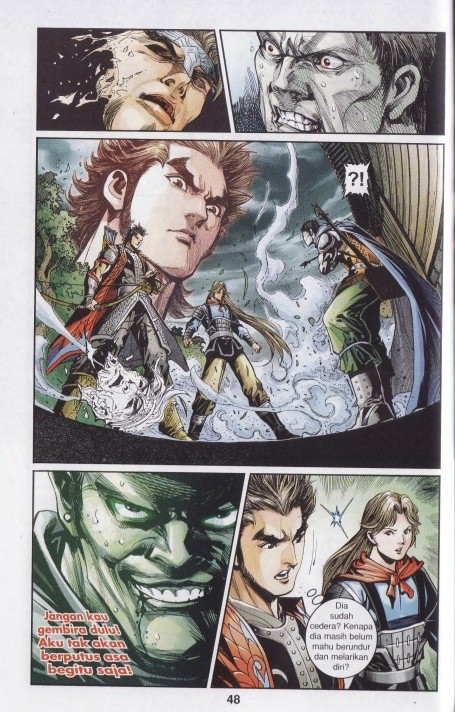 ?!
Jangan kau
gembira dulu!
Aku tak akan
berputus asa
begitu saja!
Dia
sudah
cedera? Kenapa
dia masih belum
mahu berundur
dan melarikan
diri?
48